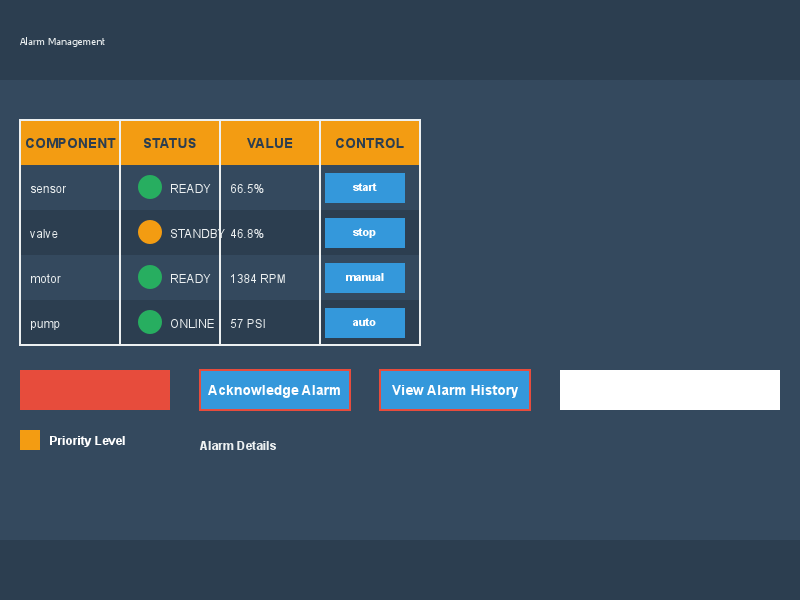 Alarm Management
COMPONENT STATUS VALUE CONTROL
sensor READY 66.5% start
valve STANDBY 46.8% stop
motor READY 1384 RPM manual
pump ONLINE 57 PSI auto
Acknowledge Alarm View Alarm History
Priority Level
Alarm Details